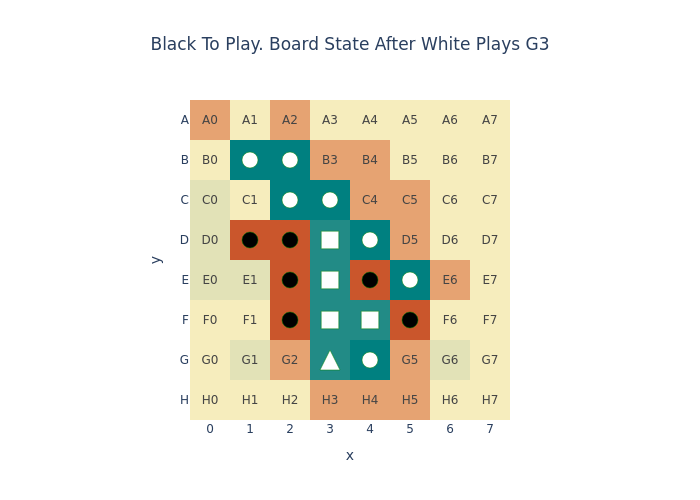 Black To Play. Board State After White Plays G3
A A0 A1 A2 A3 A4 A5 A6 A7
B B0 B3 B4 B5 B6 B7
C C0 C1 C4 C5 C6 C7
D D0 D5 D6 D7
E E0 E1 E6 E7
F F0 F1 F6 F7
G G0 G1 G2 G5 G6 G7
H H0 H1 H2 H3 H4 H5 H6 H7
0 1 2 3 4 5 6 7
x
y